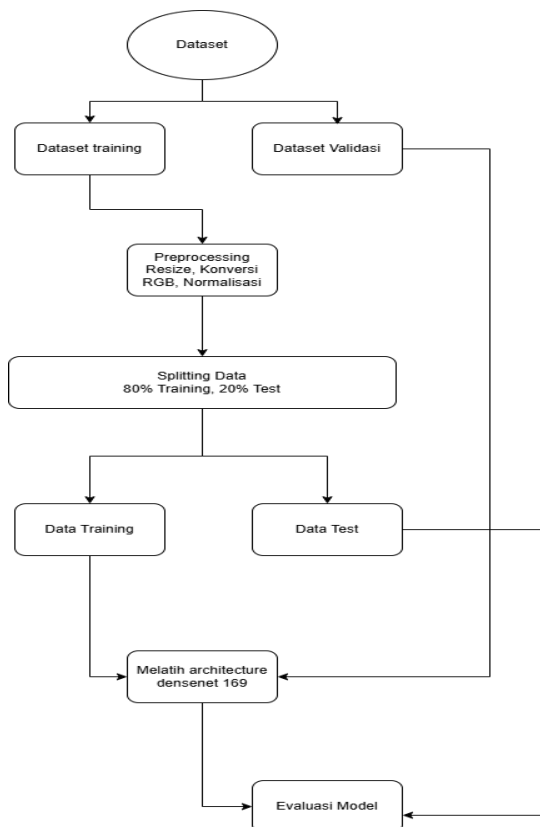 Dataset
Dataset training
Dataset Validasi
Preprocessing
Resize, Konversi
RGB, Normalisasi
Splitting Data
80% Training, 20% Test
Data Training
Data Test
Melatih architecture
densenet 169
Evaluasi Model